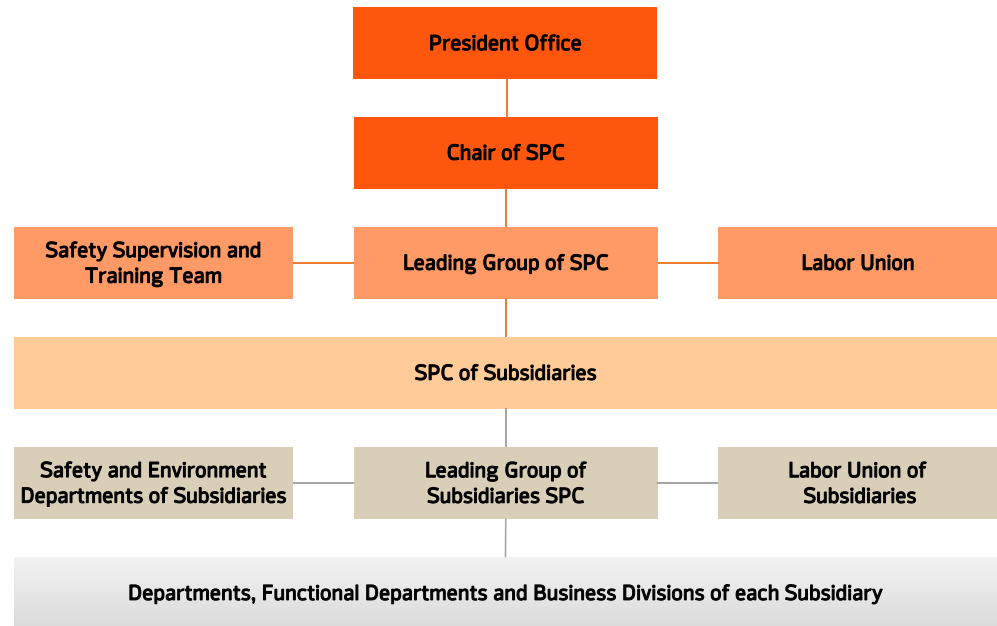 President Office
Chair of SPC
Safety Supervision and
Training Team
Leading Group of SPC
Labor Union
SPC of Subsidiaries
Safety and Environment
Departments of Subsidiaries
Leading Group of
Subsidiaries SPC
Labor Union of
Subsidiaries
Departments, Functional Departments and Business Divisions of each Subsidiary